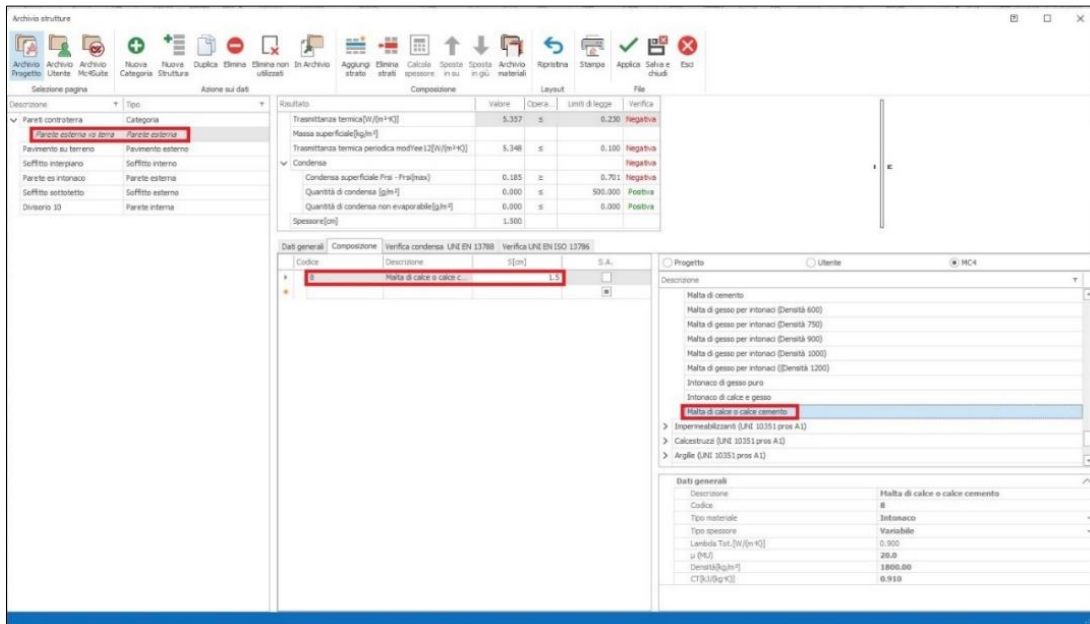 Archivio strutture
Archivio Progetto
Archivio Utente
Archivio Mc4Suite
Nuova Categoria
Nuova Struttura
Duplica
Elimina
Elimina non utilizzati
In Archivio
Aggiungi strato
Elimina strati
Calcola spessore
Sposta in su
Sposta in giù
Archivio materiali
Ripristina
Stampa
Applica
Salva e chiudi
Esci
Selezione pagina
Azione sui dati
Composizione
Layout
File
Descrizione Tipo
Pareti controterra Categoria
Parete esterna vs terra Parete esterna
Pavimento su terreno Pavimento esterno
Soffitto interpiano Soffitto interno
Parete es intonaco Parete esterna
Soffitto sottotetto Soffitto esterno
Divisorio 10 Parete interna
Risultato Valore Opera... Limiti di legge Verifica
Trasmittanza termica[W/(m²·K)] 5.357 ≤ 0.230 Negativa
Massa superficiale[kg/m²]
Trasmittanza termica periodica modYee12[W/(m²·K)] 5.348 ≤ 0.100 Negativa
Condensa Negativa
Condensa superficiale Frsi - Frsi(max) 0.185 ≥ 0.701 Negativa
Quantità di condensa [g/m²] 0.000 ≤ 500.000 Positiva
Quantità di condensa non evaporabile[g/m²] 0.000 ≤ 0.000 Positiva
Spessore[cm] 1.500
I E
Dati generali Composizione Verifica condensa UNI EN 13788 Verifica UNI EN ISO 13786
Codice Descrizione S[cm] S.A.
8 Malta di calce o calce c... 1.5
Progetto Utente MC4
Descrizione
Malta di cemento
Malta di gesso per intonaci (Densità 600)
Malta di gesso per intonaci (Densità 750)
Malta di gesso per intonaci (Densità 900)
Malta di gesso per intonaci (Densità 1000)
Malta di gesso per intonaci ((Densità 1200)
Intonaco di gesso puro
Intonaco di calce e gesso
Malta di calce o calce cemento
Impermeabilizzanti (UNI 10351 pros A1)
Calcestruzzi (UNI 10351 pros A1)
Argille (UNI 10351 pros A1)
Dati generali
Descrizione Malta di calce o calce cemento
Codice 8
Tipo materiale Intonaco
Tipo spessore Variabile
Lambda Tot.[W/(m·K)] 0.900
μ (MU) 20.0
Densità[kg/m³] 1800.00
CT[kJ/(kg·K)] 0.910